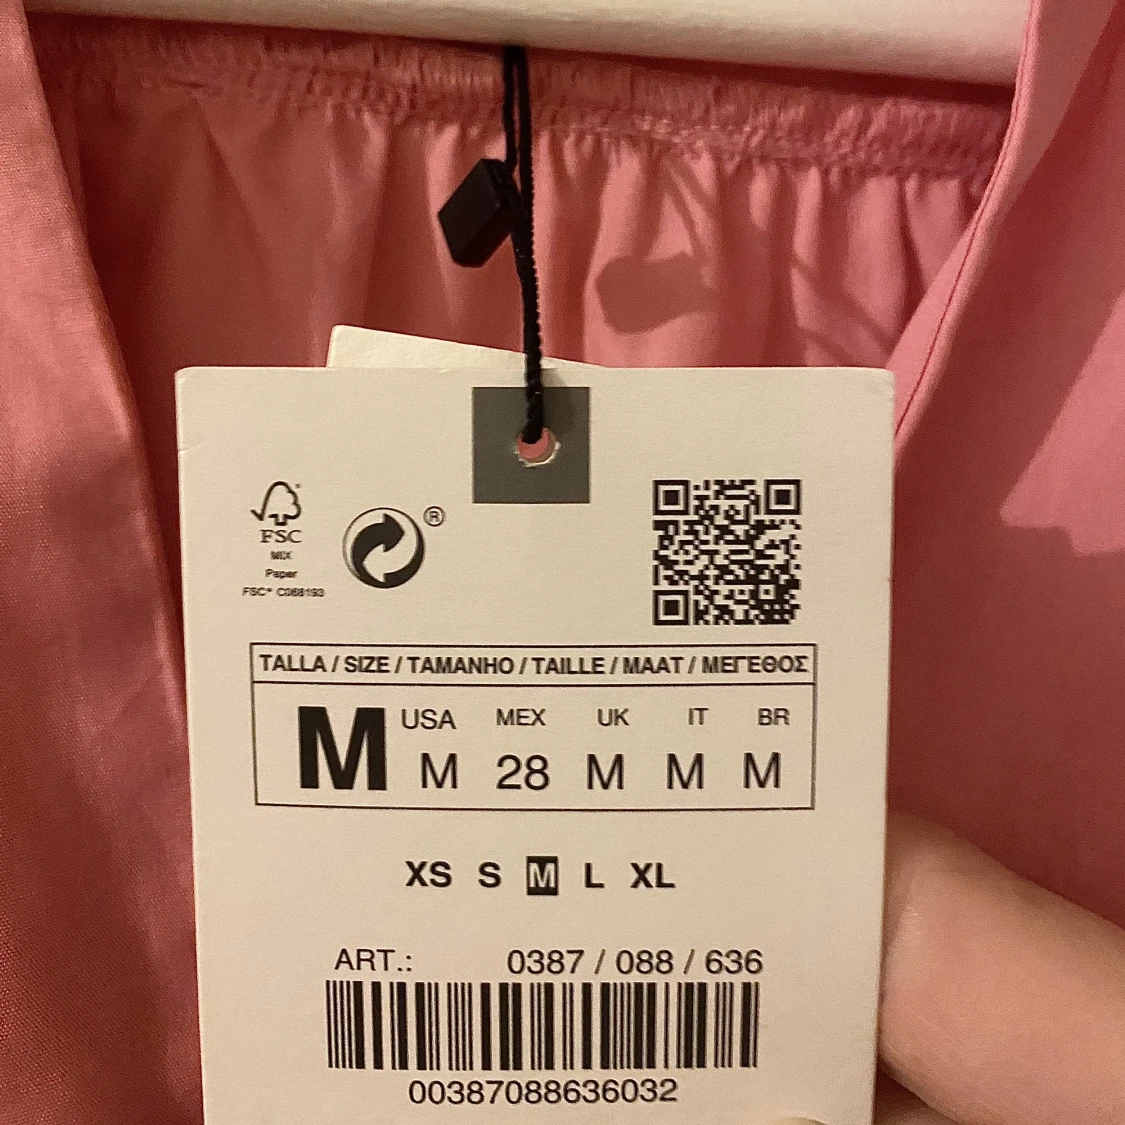 ®
FSC
MIX
Paper
FSC® C068193
TALLA / SIZE / TAMANHO / TAILLE / MAAT / ΜΕΓΕΘΟΣ
M USA MEX UK IT BR
M 28 M M M
XS S M L XL
ART.: 0387 / 088 / 636
00387088636032